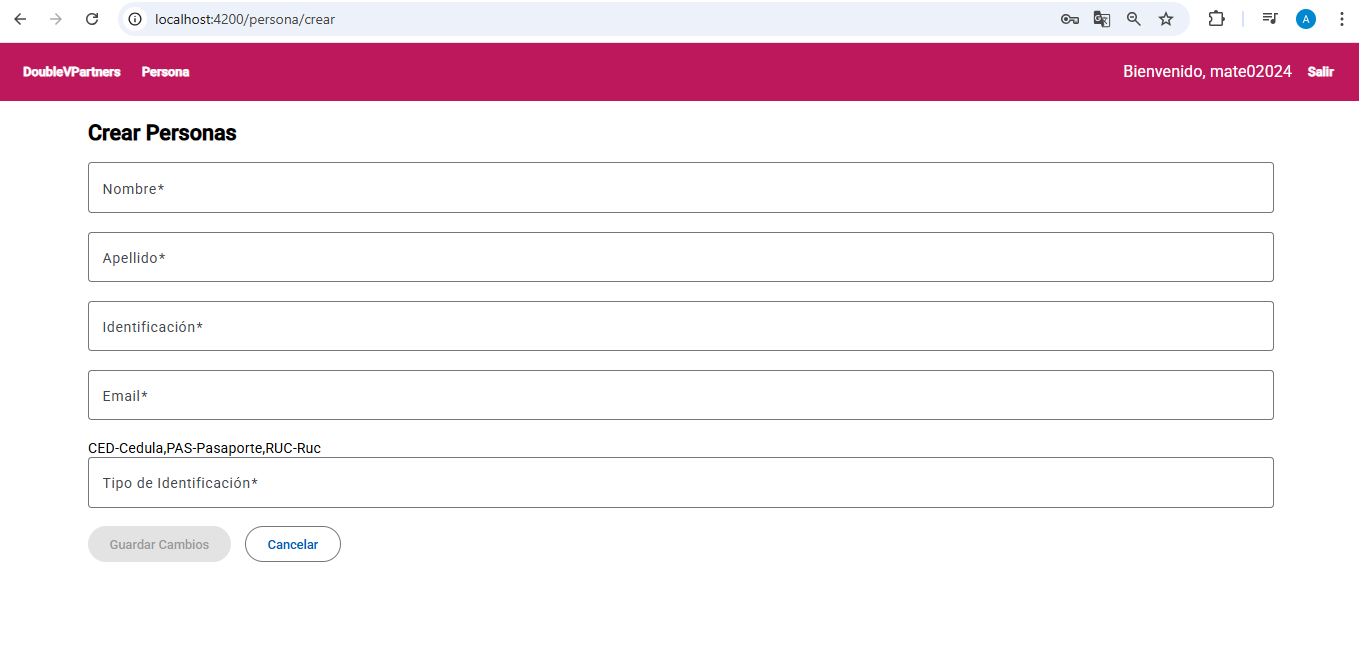 localhost:4200/persona/crear
A
DoubleVPartners Persona Bienvenido, mate02024 Salir
Crear Personas
Nombre*
Apellido*
Identificación*
Email*
CED-Cedula,PAS-Pasaporte,RUC-Ruc
Tipo de Identificación*
Guardar Cambios Cancelar